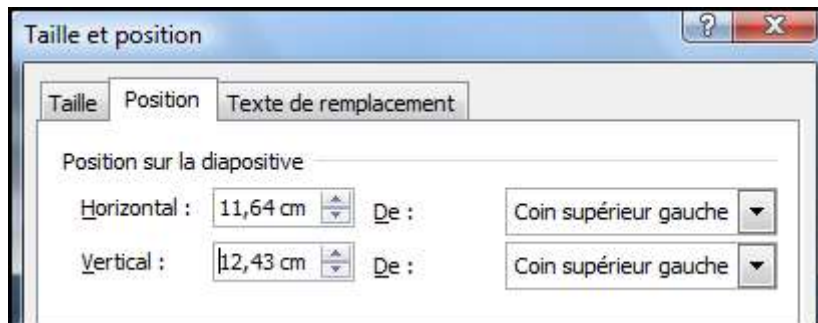 Taille et position
?
X
Taille Position Texte de remplacement
Position sur la diapositive
Horizontal : 11,64 cm De : Coin supérieur gauche
Vertical : 12,43 cm De : Coin supérieur gauche